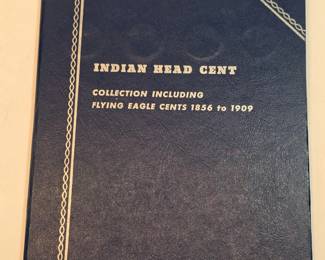 INDIAN HEAD CENT
COLLECTION INCLUDING
FLYING EAGLE CENTS 1856 to 1909